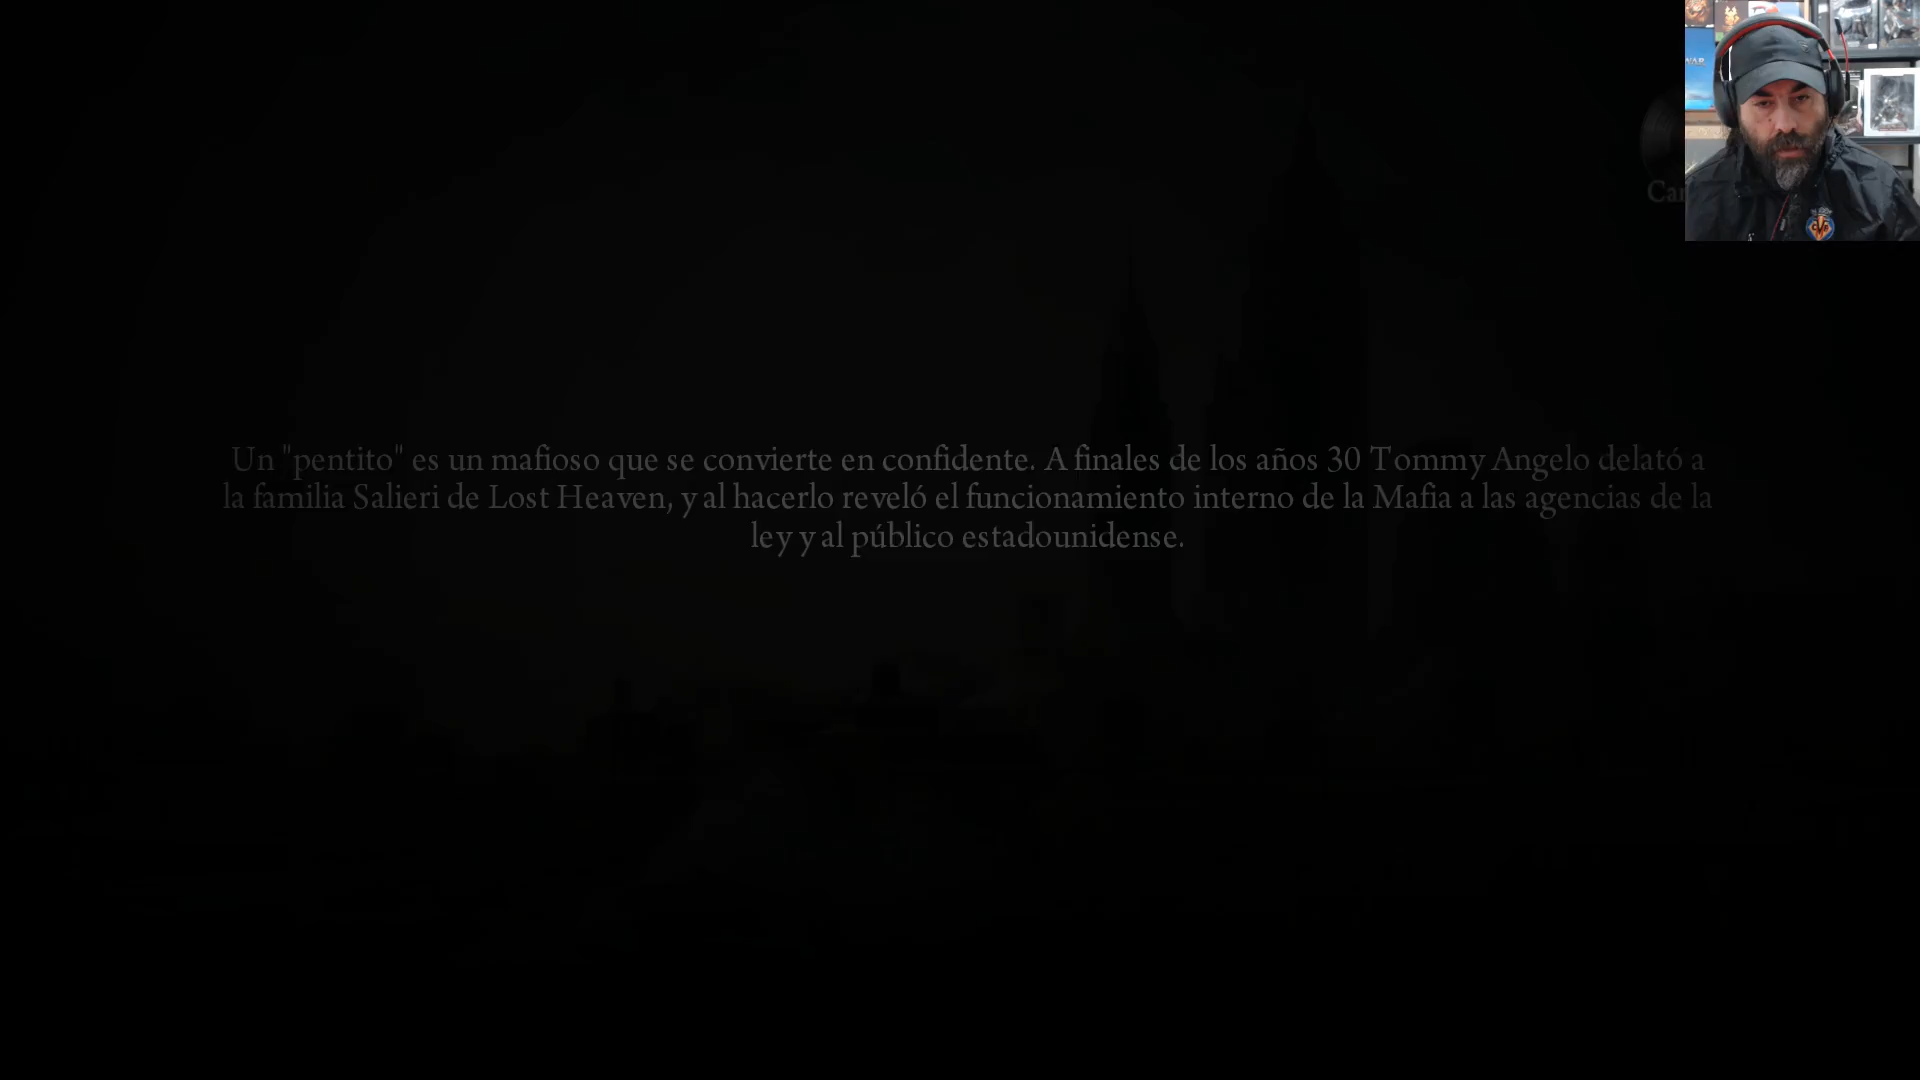 Un "pentito" es un mafioso que se convierte en confidente. A finales de los años 30 Tommy Angelo delató a
la familia Salieri de Lost Heaven, y al hacerlo reveló el funcionamiento interno de la Mafia a las agencias de la
ley y al público estadounidense.